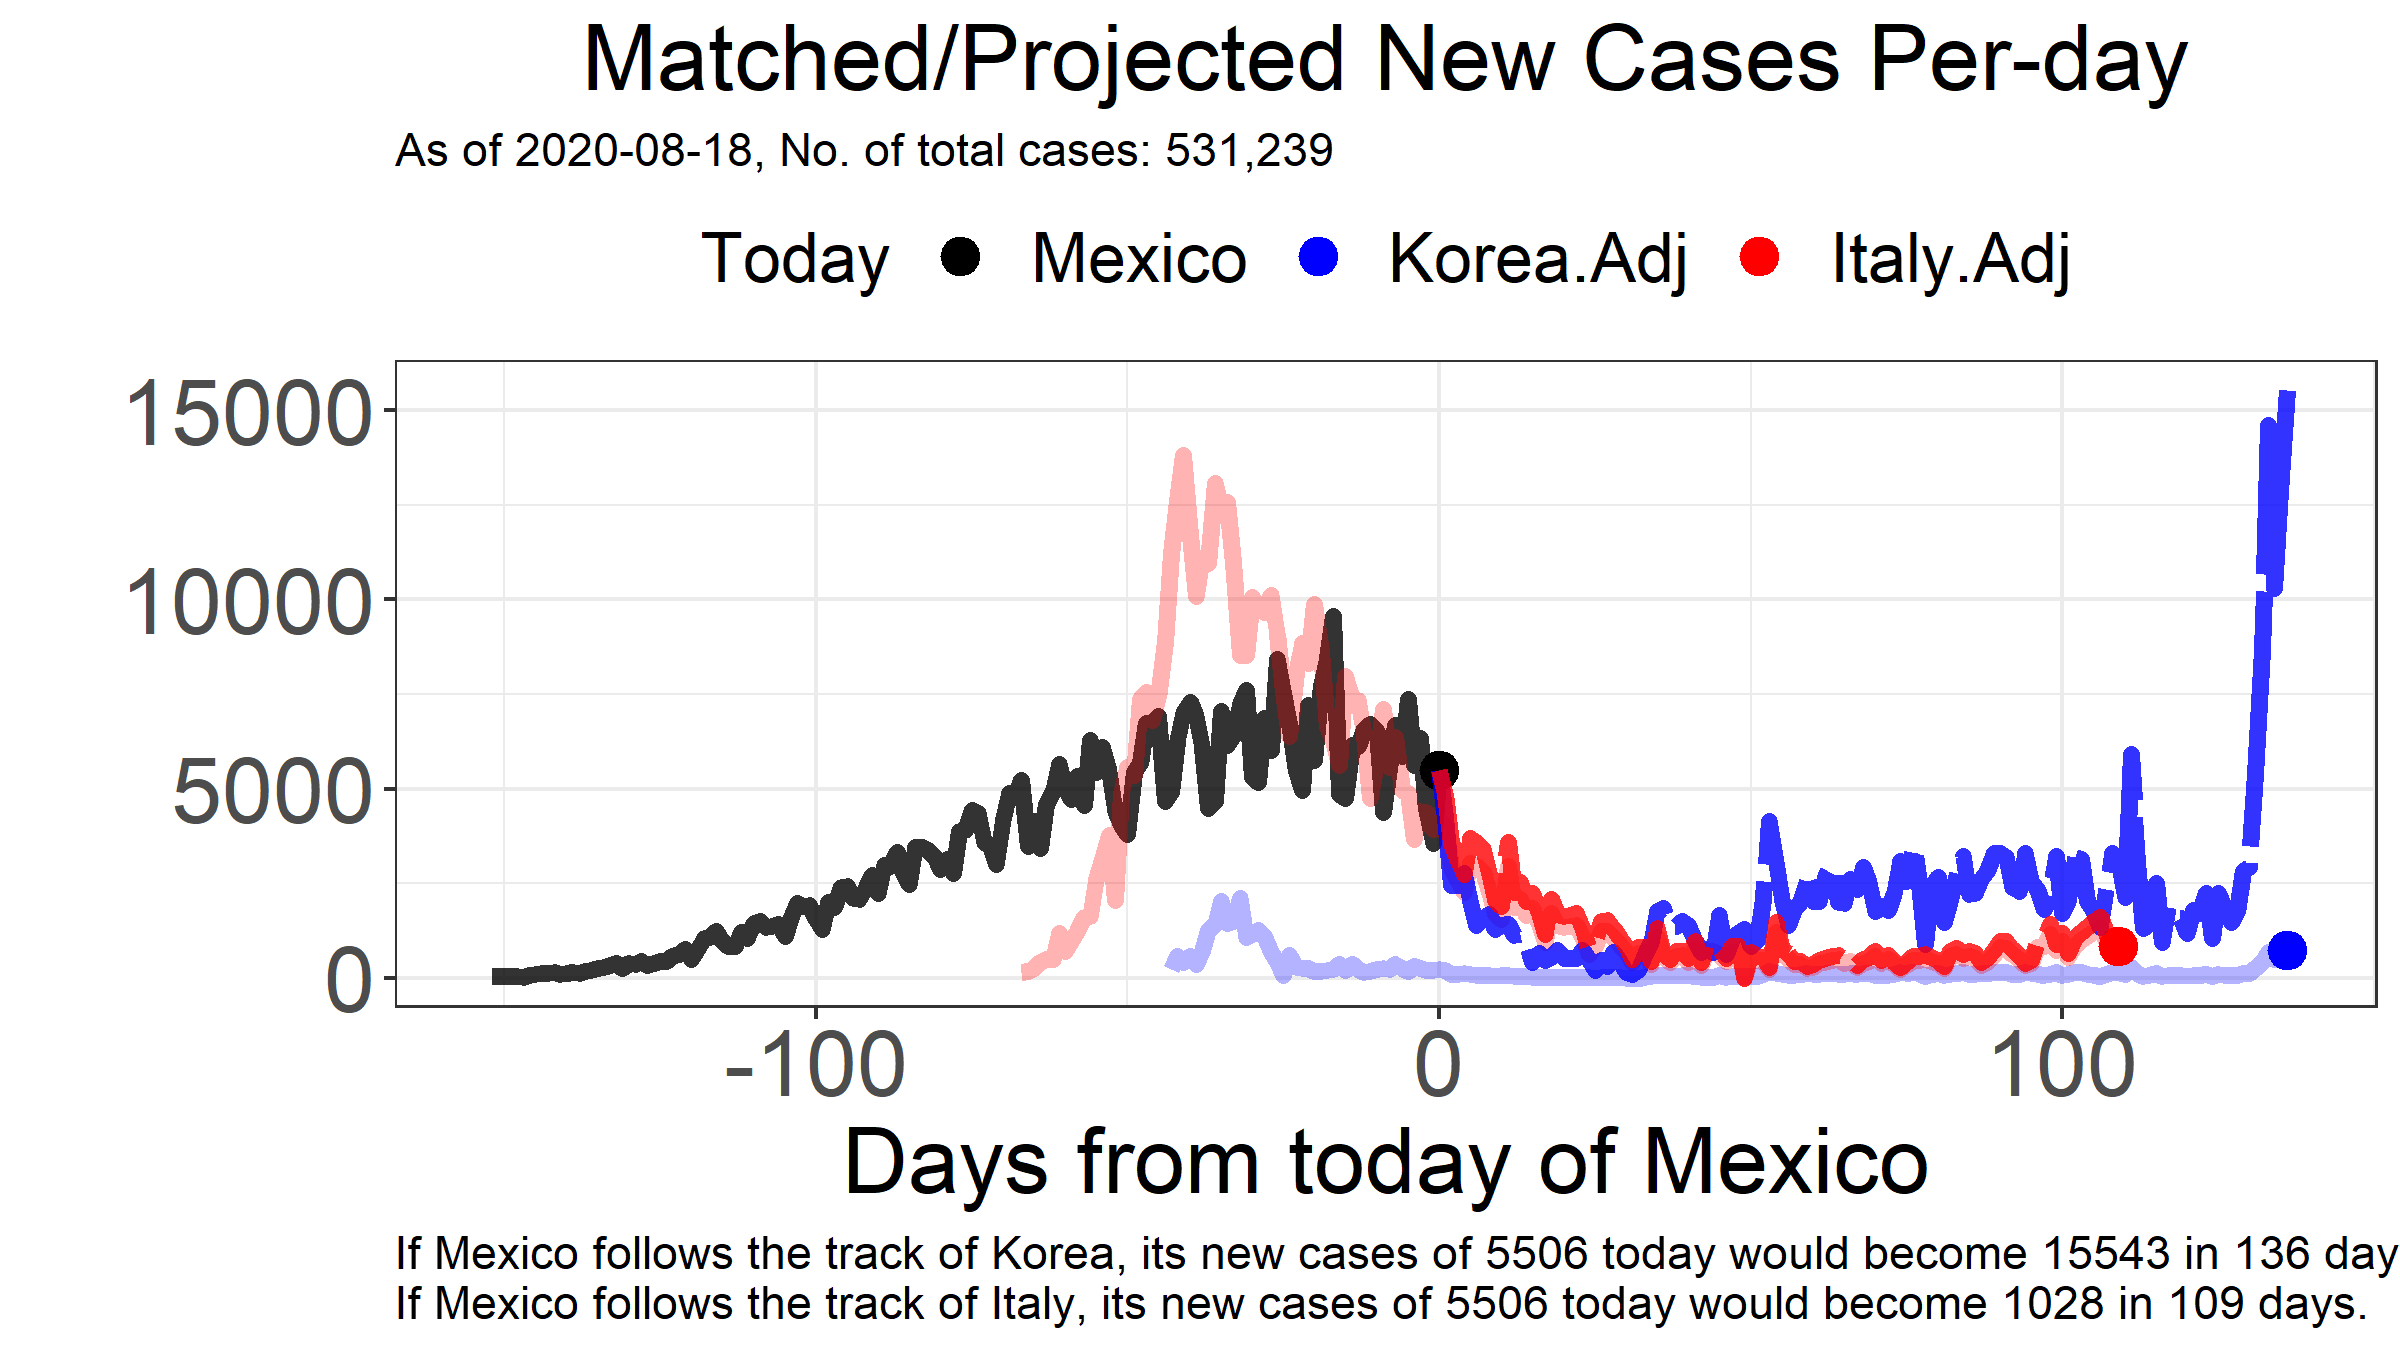 Matched/Projected New Cases Per-day
As of 2020-08-18, No. of total cases: 531,239
Today Mexico Korea.Adj Italy.Adj
15000
10000
5000
0
-100 0 100
Days from today of Mexico
If Mexico follows the track of Korea, its new cases of 5506 today would become 15543 in 136 day
If Mexico follows the track of Italy, its new cases of 5506 today would become 1028 in 109 days.